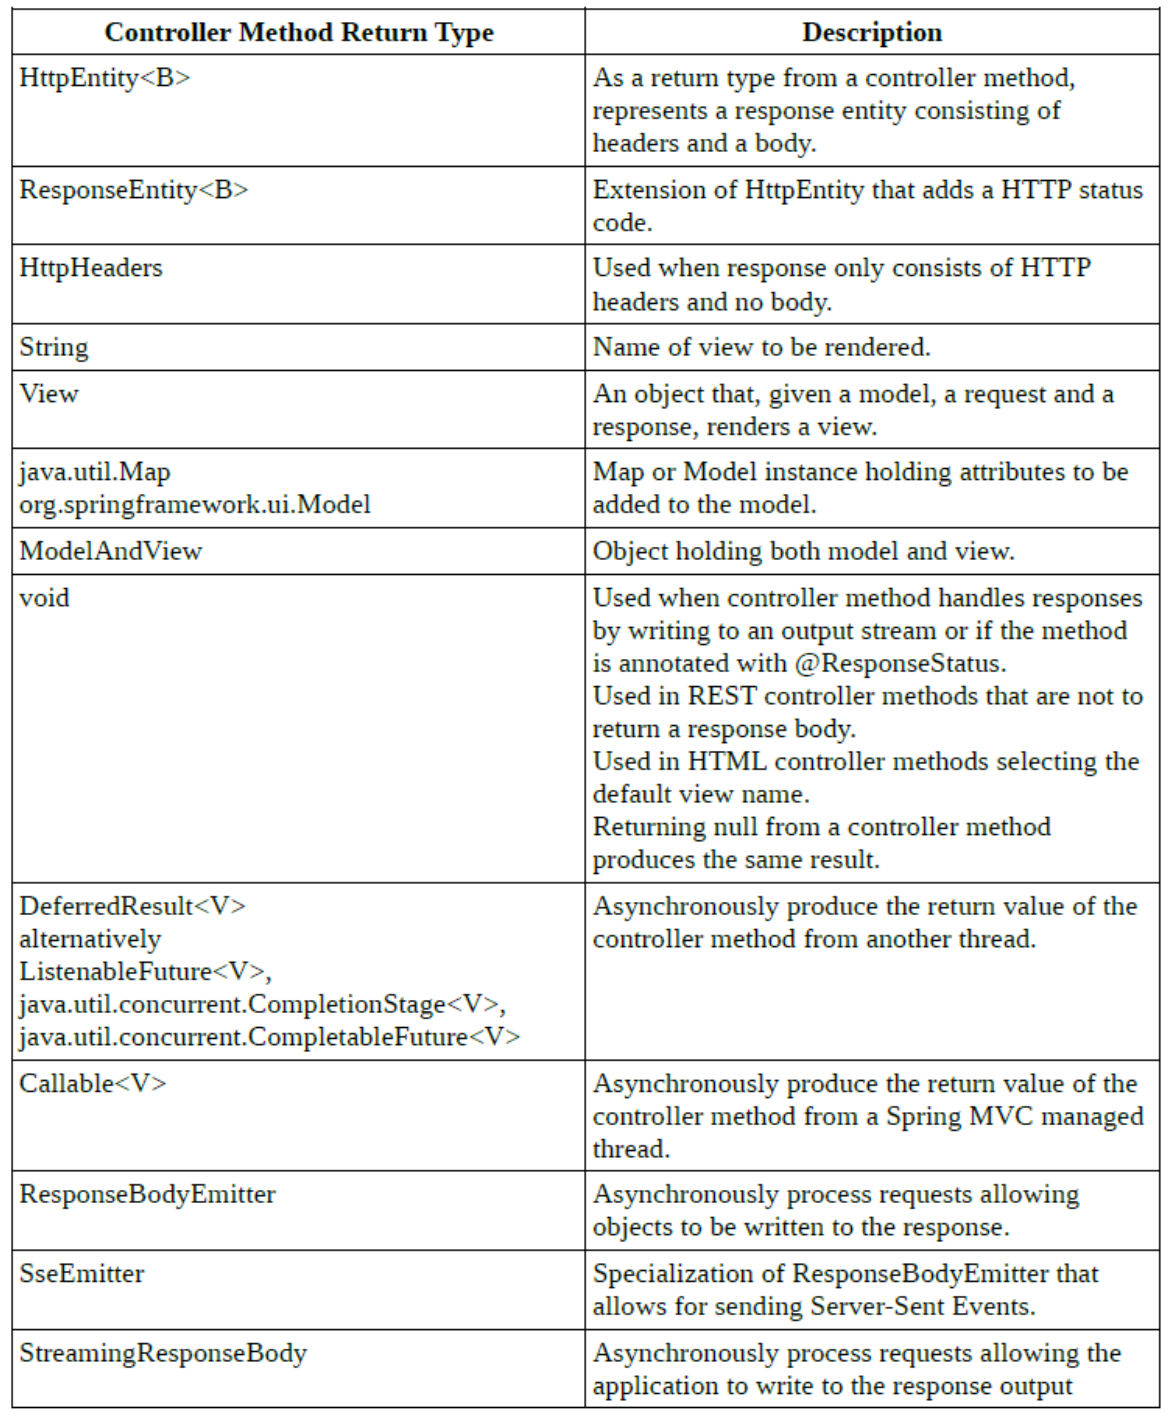 Controller Method Return Type Description
HttpEntity<B> As a return type from a controller method,
represents a response entity consisting of
headers and a body.
ResponseEntity<B> Extension of HttpEntity that adds a HTTP status
code.
HttpHeaders Used when response only consists of HTTP
headers and no body.
String Name of view to be rendered.
View An object that, given a model, a request and a
response, renders a view.
java.util.Map Map or Model instance holding attributes to be
org.springframework.ui.Model added to the model.
ModelAndView Object holding both model and view.
void Used when controller method handles responses
by writing to an output stream or if the method
is annotated with @ResponseStatus.
Used in REST controller methods that are not to
return a response body.
Used in HTML controller methods selecting the
default view name.
Returning null from a controller method
produces the same result.
DeferredResult<V> Asynchronously produce the return value of the
alternatively controller method from another thread.
ListenableFuture<V>,
java.util.concurrent.CompletionStage<V>,
java.util.concurrent.CompletableFuture<V>
Callable<V> Asynchronously produce the return value of the
controller method from a Spring MVC managed
thread.
ResponseBodyEmitter Asynchronously process requests allowing
objects to be written to the response.
SseEmitter Specialization of ResponseBodyEmitter that
allows for sending Server-Sent Events.
StreamingResponseBody Asynchronously process requests allowing the
application to write to the response output